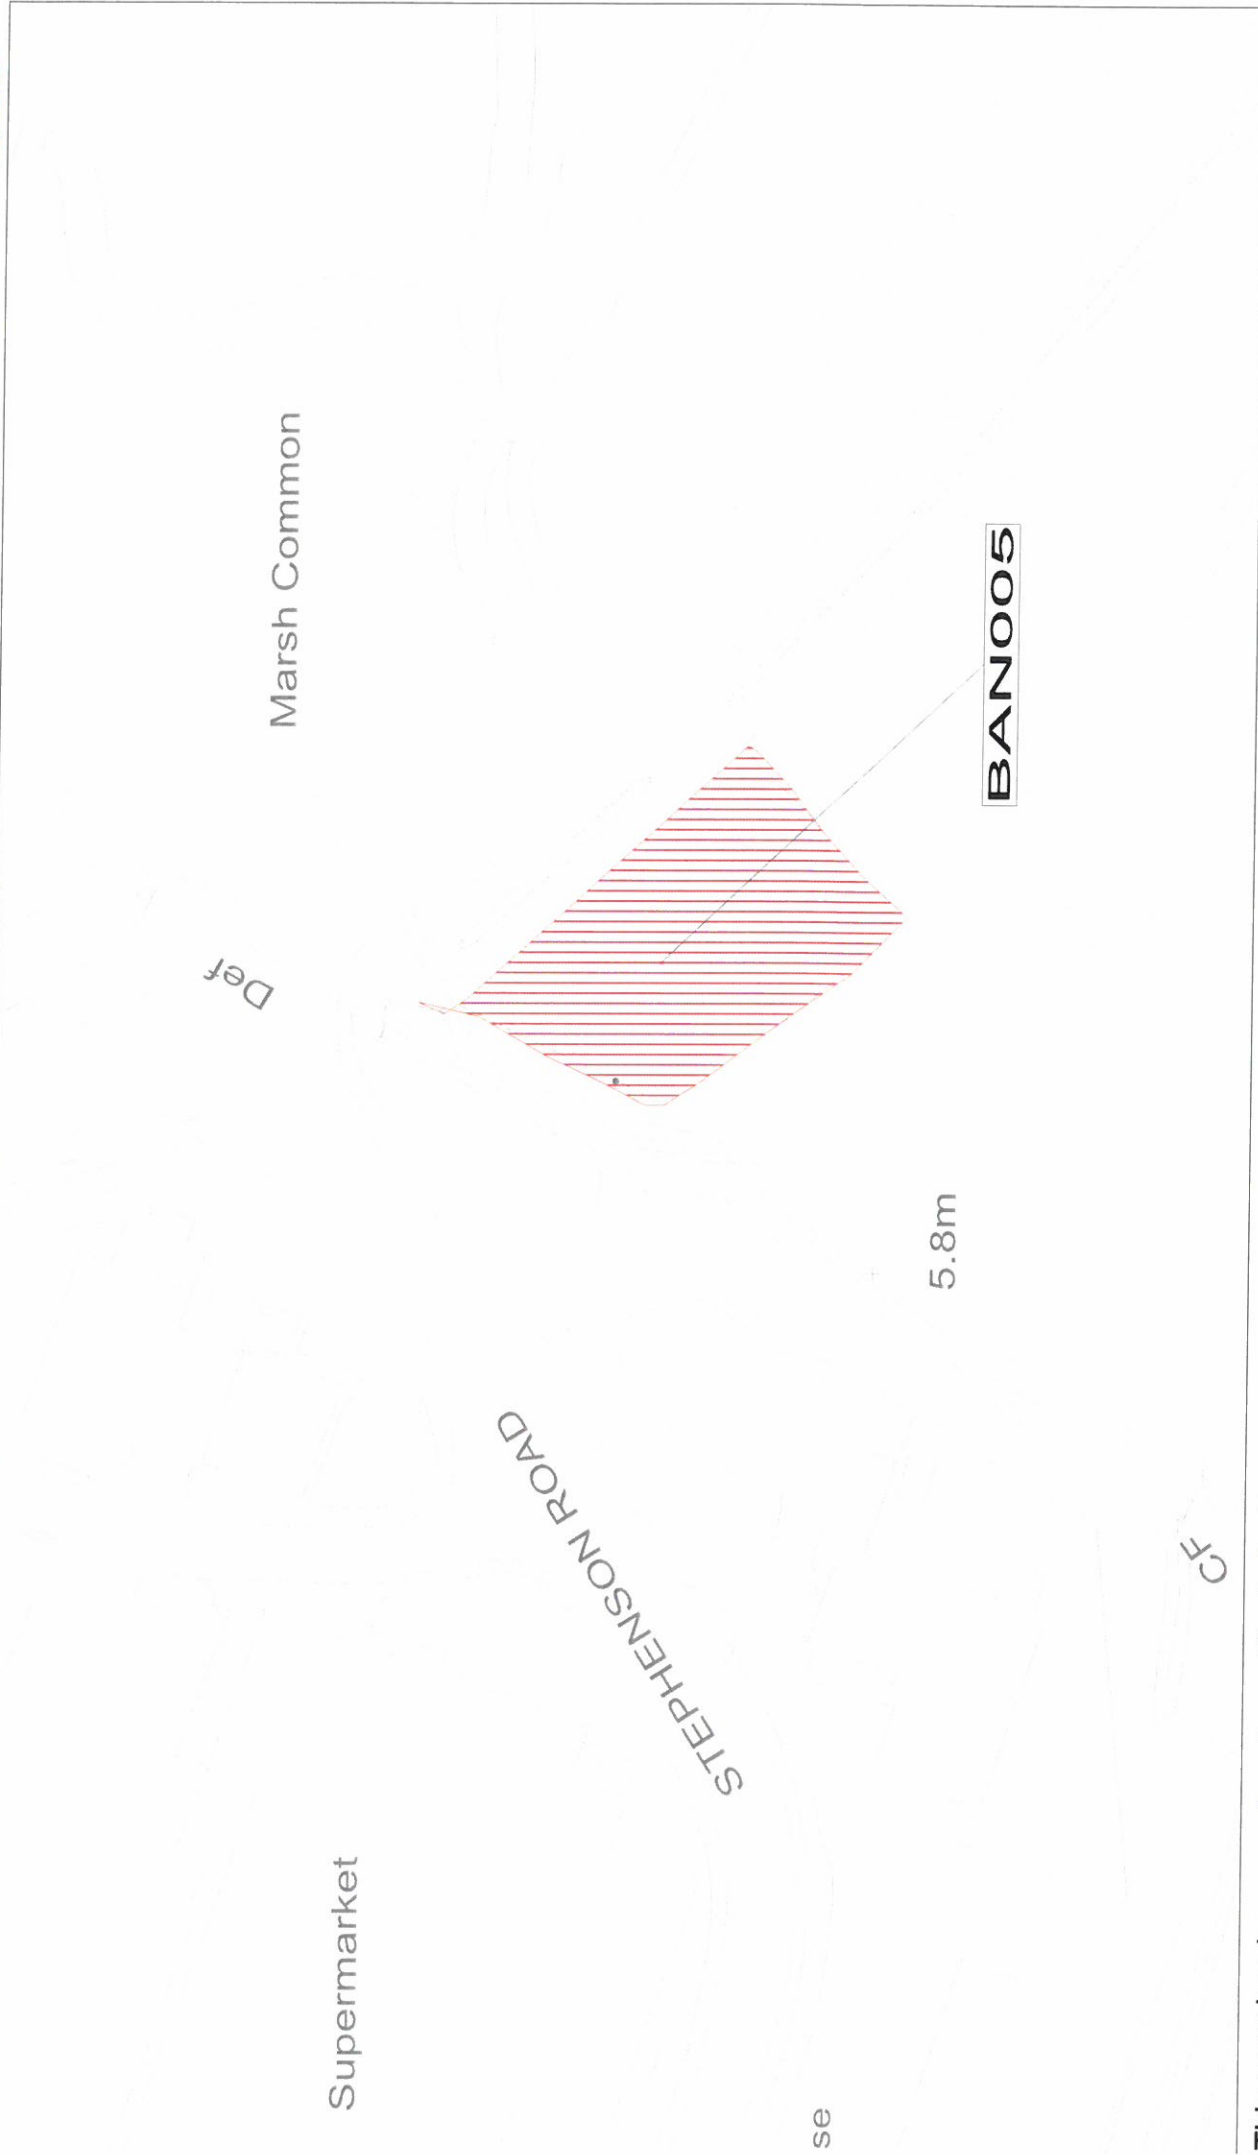 Marsh Common
Def
BAN005
5.8m
STEPHENSON ROAD
CF
Supermarket
se